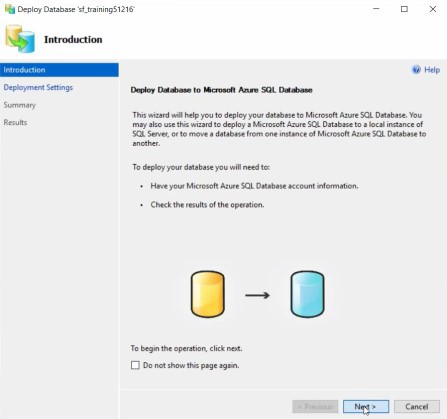 Deploy Database 'sf_training51216'
Introduction
Introduction
Help
Deployment Settings
Summary
Results
Deploy Database to Microsoft Azure SQL Database
This wizard will help you to deploy your database to Microsoft Azure SQL Database. You
may also use this wizard to deploy a Microsoft Azure SQL Database to a local instance of
SQL Server, or to move a database from one instance of Microsoft Azure SQL Database to
another.
To deploy your database you will need to:
• Have your Microsoft Azure SQL Database account information.
• Check the results of the operation.
To begin the operation, click next.
Do not show this page again.
< Previous
Next >
Cancel